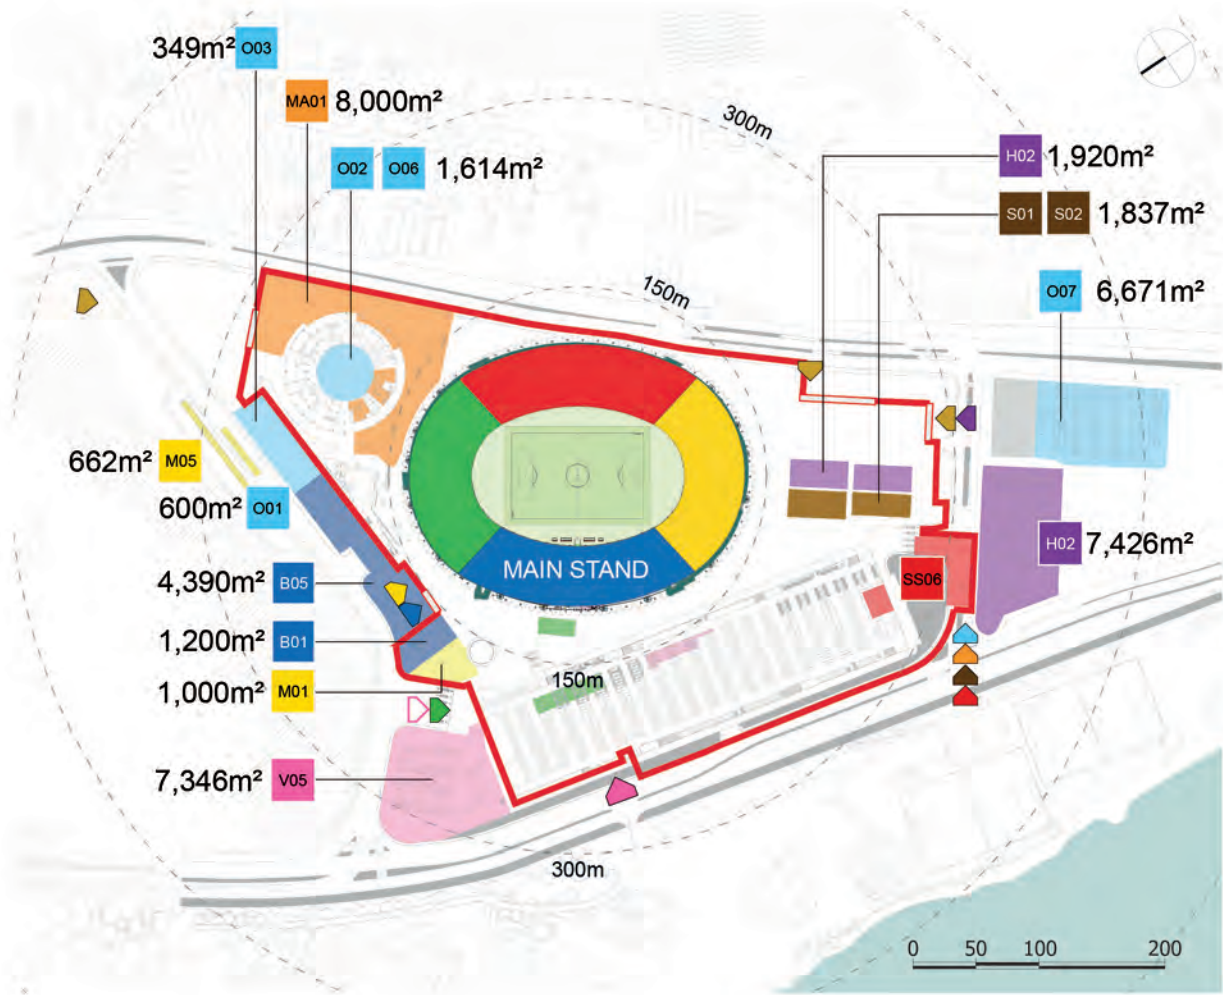 349m² O03
MA01 8,000m²
O02 O06 1,614m²
300m
H02 1,920m²
S01 S02 1,837m²
O07 6,671m²
150m
662m² M05
600m² O01
4,390m² B05
1,200m² B01
1,000m² M01
7,346m² V05
MAIN STAND
SS06
H02 7,426m²
150m
300m
0 50 100 200